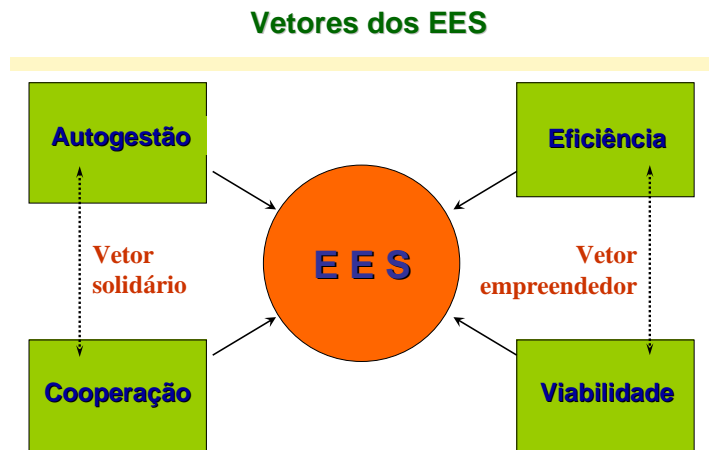 Vetores dos EES
Autogestão
Eficiência
Vetor
solidário
E E S
Vetor
empreendedor
Cooperação
Viabilidade